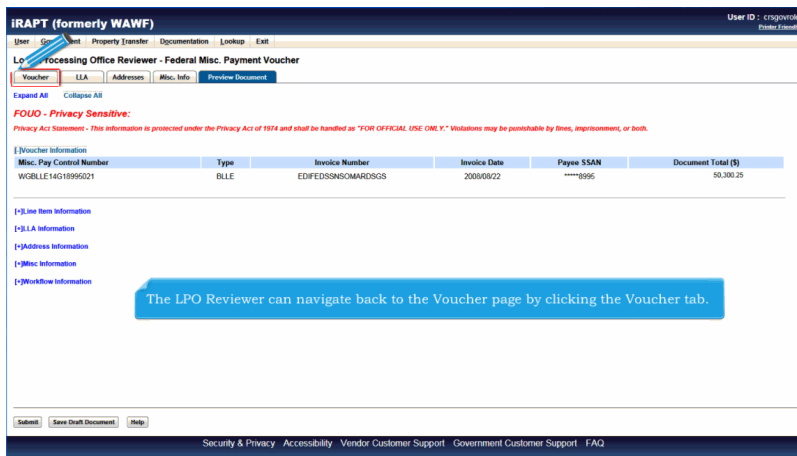 iRAPT (formerly WAWF)
User ID : crsgovrol
Printer Friendl
User Government Property Transfer Documentation Lookup Exit
Processing Office Reviewer - Federal Misc. Payment Voucher
Voucher LLA Addresses Misc. Info Preview Document
Expand All Collapse All
FOUO - Privacy Sensitive:
Privacy Act Statement - This information is protected under the Privacy Act of 1974 and shall be handled as "FOR OFFICIAL USE ONLY." Violations may be punishable by fines, imprisonment, or both.
[-]Voucher Information
Misc. Pay Control Number Type Invoice Number Invoice Date Payee SSAN Document Total ($)
WGBLLE14G18995021 BLLE EDIFEDSSNSOMARDSGS 2008/08/22 *****8995 50,300.25
[+]Line Item Information
[+]LLA Information
[+]Address Information
[+]Misc Information
[+]Workflow Information
The LPO Reviewer can navigate back to the Voucher page by clicking the Voucher tab.
Submit Save Draft Document Help
Security & Privacy Accessibility Vendor Customer Support Government Customer Support FAQ